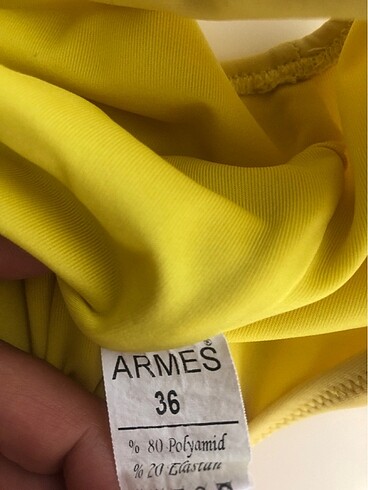 ARMES®
36
% 80 Polyamid
% 20 Elastan